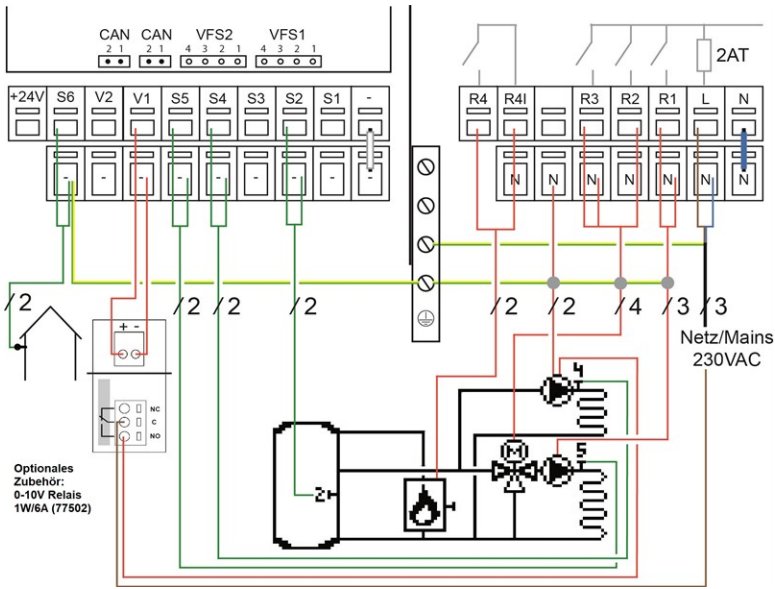 CAN CAN VFS2 VFS1
2 1 2 1 4 3 2 1 4 3 2 1
2AT
+24V S6 V2 V1 S5 S4 S3 S2 S1 - R4 R4I R3 R2 R1 L N
- - - - - - - - - N N N N N N N
/2 /2 /2 /2 /2 /2 /4 /3 /3
Netz/Mains
230VAC
+ -
NC
C
NO
4
M
5
2
Optionales
Zubehör:
0-10V Relais
1W/6A (77502)